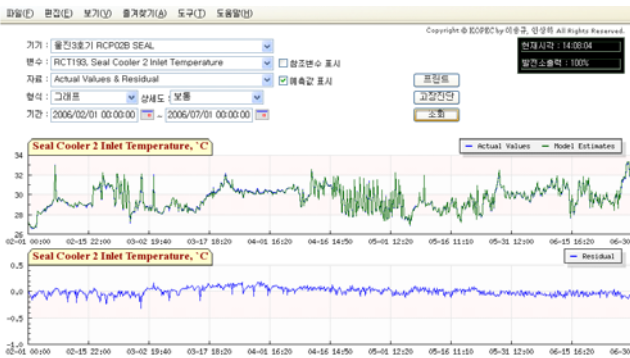 파일(F) 편집(E) 보기(V) 즐겨찾기(A) 도구(T) 도움말(H)
Copyright @ KOPEC by 이승규, 안상하 All Rights Reserved.
기기 : 울진3호기 RCP02B SEAL
현재시각 : 14:08:04
변수 : RCT193, Seal Cooler 2 Inlet Temperature 참조변수 표시
발전소출력 : 100%
자료 : Actual Values & Residual 예측값 표시 프린트
형식 : 그래프 상세도 : 보통 고장진단
기간 : 2006/02/01 00:00:00 ~ 2006/07/01 00:00:00 조회
Seal Cooler 2 Inlet Temperature, `C
Actual Values Model Estimates
34
32
30
28
26
02-01 00:00 02-15 22:00 03-02 19:40 03-17 18:20 04-01 16:20 04-16 14:50 05-01 12:20 05-16 11:10 05-31 12:00 06-15 16:20 06-30
Seal Cooler 2 Inlet Temperature, `C
Residual
0.5
0.0
-0.5
-1.0
02-01 00:00 02-15 22:00 03-02 19:40 03-17 18:20 04-01 16:20 04-16 14:50 05-01 12:20 05-16 11:10 05-31 12:00 06-15 16:20 06-30